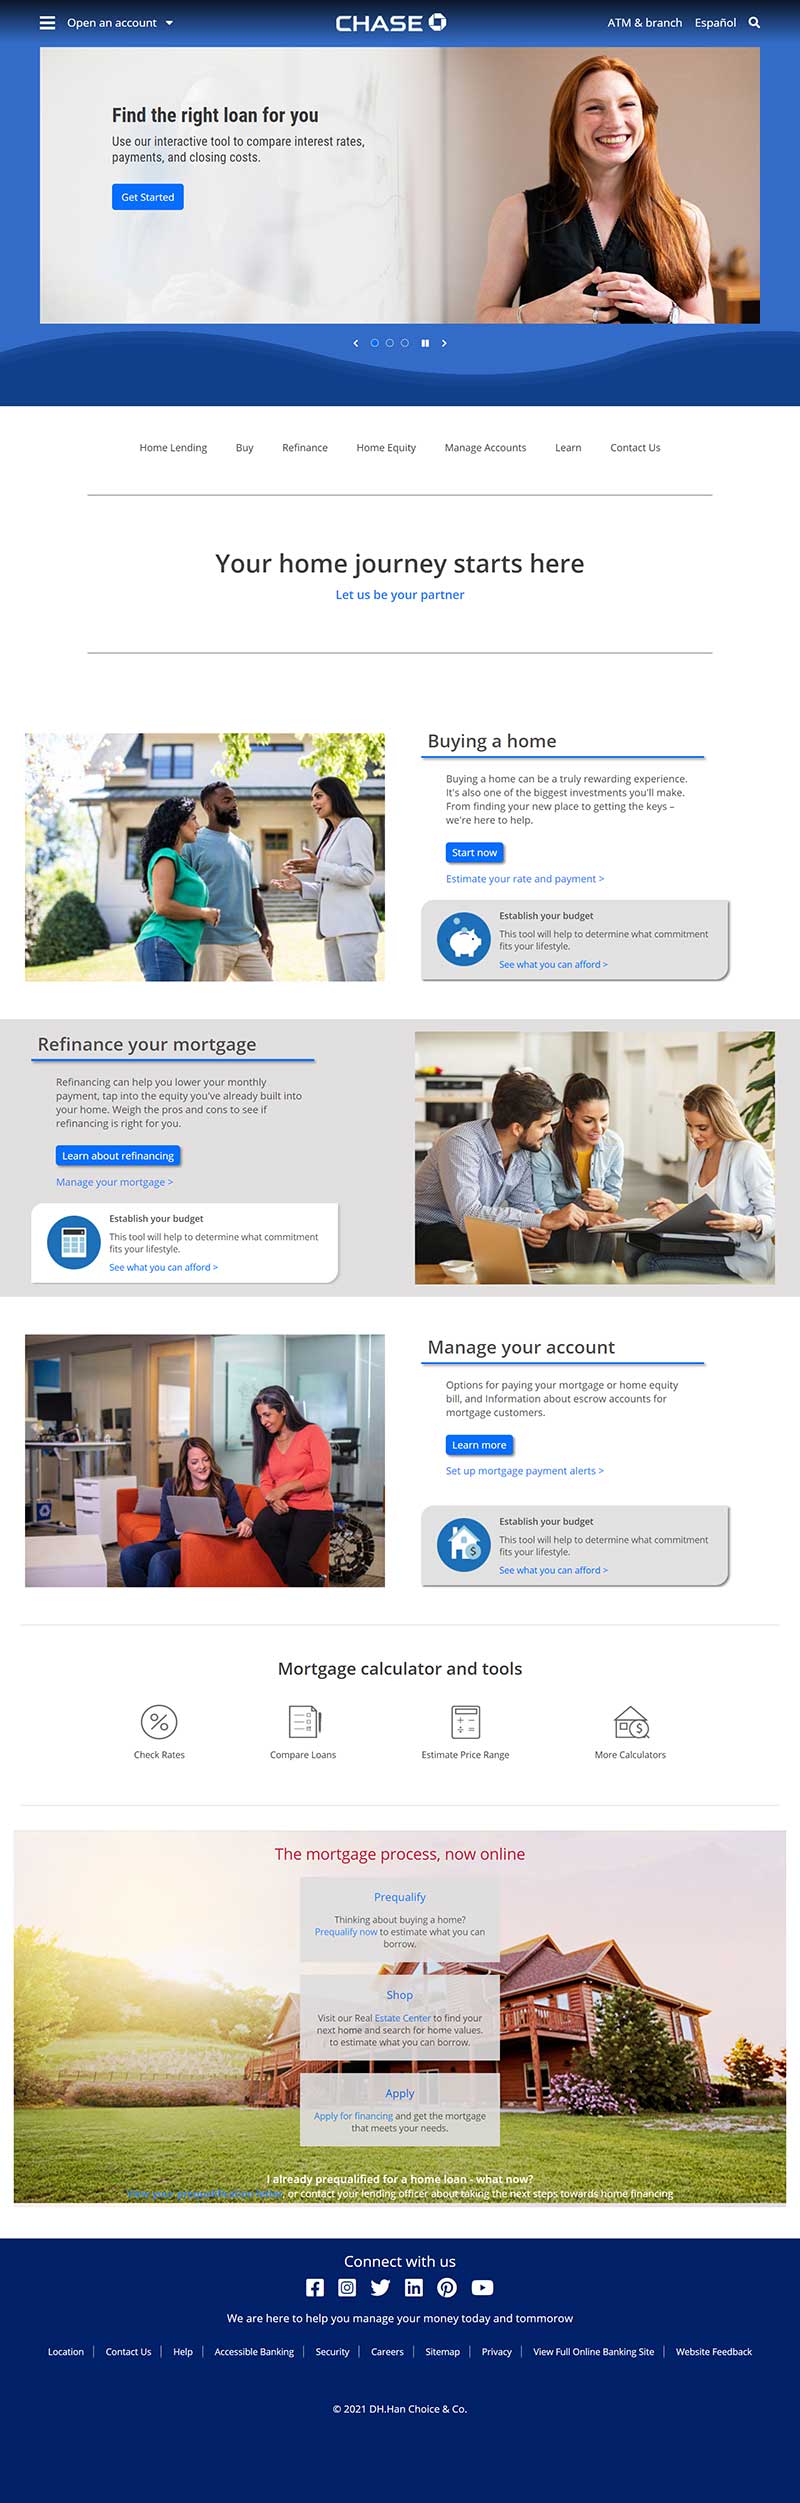 Open an account
CHASE
ATM & branch
Español
Find the right loan for you
Use our interactive tool to compare interest rates,
payments, and closing costs.
Get Started
Home Lending
Buy
Refinance
Home Equity
Manage Accounts
Learn
Contact Us
Your home journey starts here
Let us be your partner
Buying a home
Buying a home can be a truly rewarding experience.
It's also one of the biggest investments you'll make.
From finding your new place to getting the keys –
we're here to help.
Start now
Estimate your rate and payment >
Establish your budget
This tool will help to determine what commitment
fits your lifestyle.
See what you can afford >
Refinance your mortgage
Refinancing can help you lower your monthly
payment, tap into the equity you've already built into
your home. Weigh the pros and cons to see if
refinancing is right for you.
Learn about refinancing
Manage your mortgage >
Establish your budget
This tool will help to determine what commitment
fits your lifestyle.
See what you can afford >
Manage your account
Options for paying your mortgage or home equity
bill, and Information about escrow accounts for
mortgage customers.
Learn more
Set up mortgage payment alerts >
Establish your budget
This tool will help to determine what commitment
fits your lifestyle.
See what you can afford >
Mortgage calculator and tools
Check Rates
Compare Loans
Estimate Price Range
More Calculators
The mortgage process, now online
Prequalify
Thinking about buying a home?
Prequalify now to estimate what you can
borrow.
Shop
Visit our Real Estate Center to find your
next home and search for home values.
to estimate what you can borrow.
Apply
Apply for financing and get the mortgage
that meets your needs.
I already prequalified for a home loan - what now?
your prequalification letter, or contact your lending officer about taking the next steps towards home financing
Connect with us
We are here to help you manage your money today and tommorow
Location | Contact Us | Help | Accessible Banking | Security | Careers | Sitemap | Privacy | View Full Online Banking Site | Website Feedback
© 2021 DH.Han Choice & Co.